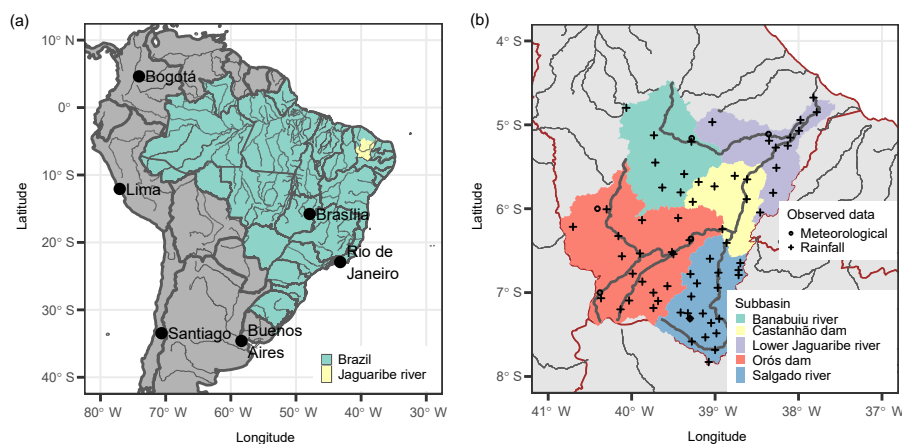 (a)
10° N
0°
10° S
20° S
30° S
40° S
Latitude
80° W
70° W
60° W
50° W
40° W
30° W
Longitude
Bogotá
Lima
Brasília
Rio de
Janeiro
Santiago
Buenos
Aires
Brazil
Jaguaribe river
(b)
4° S
5° S
6° S
7° S
8° S
Latitude
41° W
40° W
39° W
38° W
37° W
Longitude
Observed data
Meteorological
Rainfall
Subbasin
Banabuiu river
Castanhão dam
Lower Jaguaribe river
Orós dam
Salgado river